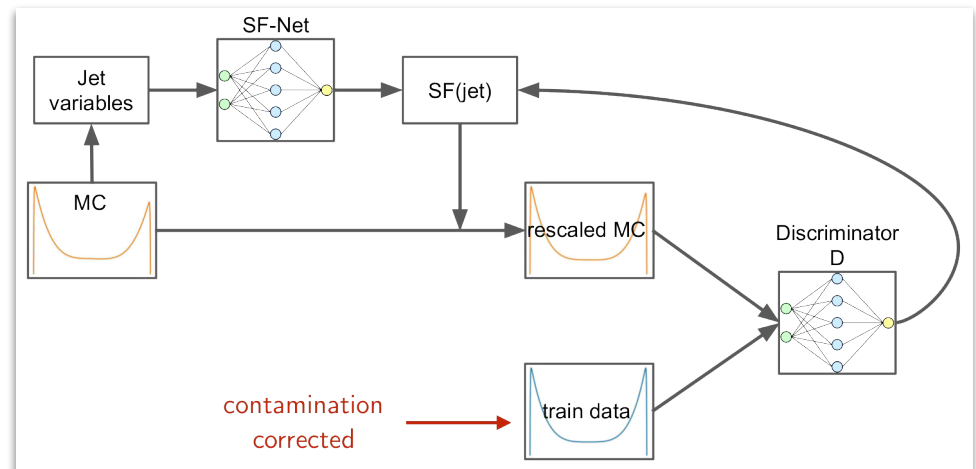 SF-Net
Jet
variables
SF(jet)
MC
rescaled MC
Discriminator
D
train data
contamination
corrected